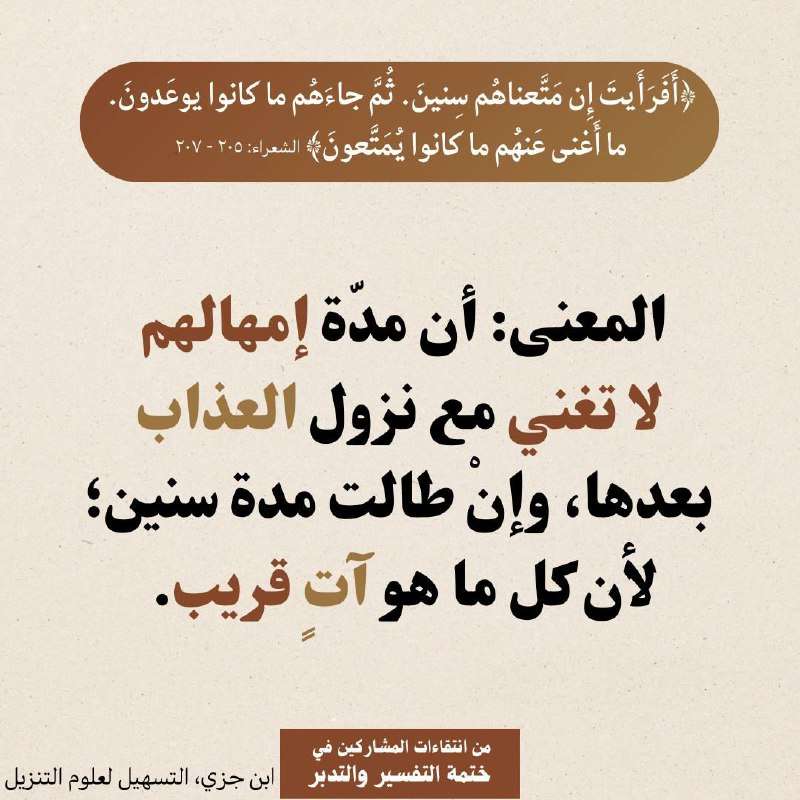 ﴿أَفَرَأَيتَ إِن مَتَّعناهُم سِنينَ. ثُمَّ جاءَهُم ما كانوا يوعَدونَ.
ما أَغنى عَنهُم ما كانوا يُمَتَّعونَ﴾ الشعراء: ٢٠٥ - ٢٠٧
المعنى: أن مدّة إمهالهم
لا تغني مع نزول العذاب
بعدها، وإنْ طالت مدة سنين؛
لأن كل ما هو آتٍ قريب.
من انتقاءات المشاركين في
ختمة التفسير والتدبر
ابن جزي، التسهيل لعلوم التنزيل